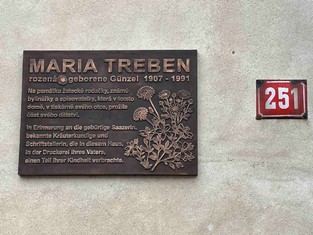 MARIA TREBEN
rozená geborene Günzel 1907 - 1991
Na památku žatecké rodačky, známé
bylinářky a spisovatelky, která v tomto
domě, v tiskárně svého otce, prožila
část svého dětství.
In Erinnerung an die gebürtige Saazerin,
bekannte Kräuterkundige und
Schriftstellerin, die in diesem Haus,
in der Druckerei ihres Vaters,
einen Teil ihrer Kindheit verbrachte.
251